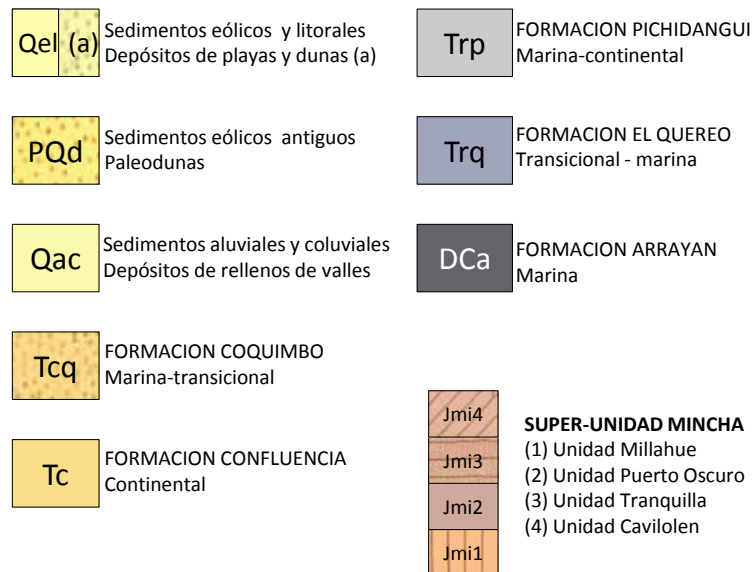 Qel (a)
Sedimentos eólicos y litorales
Depósitos de playas y dunas (a)
PQd
Sedimentos eólicos antiguos
Paleodunas
Qac
Sedimentos aluviales y coluviales
Depósitos de rellenos de valles
Tcq
FORMACION COQUIMBO
Marina-transicional
Tc
FORMACION CONFLUENCIA
Continental
Trp
FORMACION PICHIDANGUI
Marina-continental
Trq
FORMACION EL QUEREO
Transicional - marina
DCa
FORMACION ARRAYAN
Marina
Jmi4
Jmi3
Jmi2
Jmi1
SUPER-UNIDAD MINCHA
(1) Unidad Millahue
(2) Unidad Puerto Oscuro
(3) Unidad Tranquilla
(4) Unidad Cavilolen